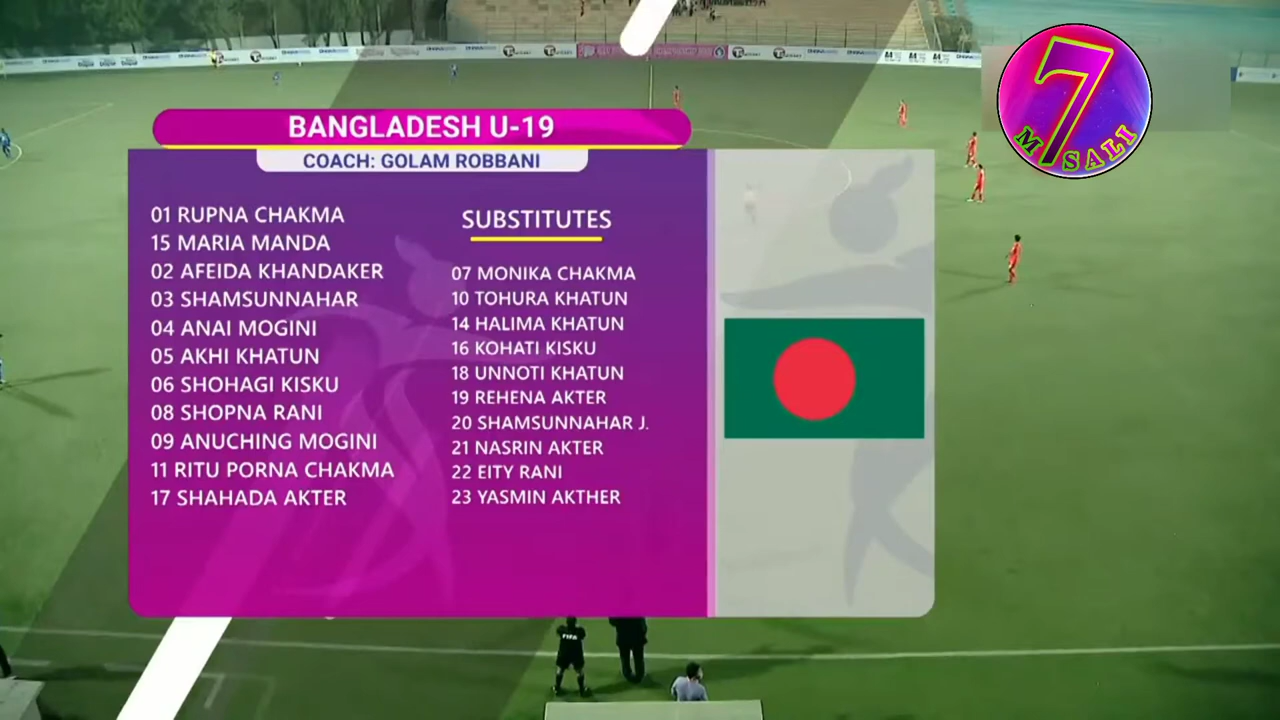 7
M SALI
BANGLADESH U-19
COACH: GOLAM ROBBANI
01 RUPNA CHAKMA
15 MARIA MANDA
02 AFEIDA KHANDAKER
03 SHAMSUNNAHAR
04 ANAI MOGINI
05 AKHI KHATUN
06 SHOHAGI KISKU
08 SHOPNA RANI
09 ANUCHING MOGINI
11 RITU PORNA CHAKMA
17 SHAHADA AKTER
SUBSTITUTES
07 MONIKA CHAKMA
10 TOHURA KHATUN
14 HALIMA KHATUN
16 KOHATI KISKU
18 UNNOTI KHATUN
19 REHENA AKTER
20 SHAMSUNNAHAR J.
21 NASRIN AKTER
22 EITY RANI
23 YASMIN AKTHER
FIFA